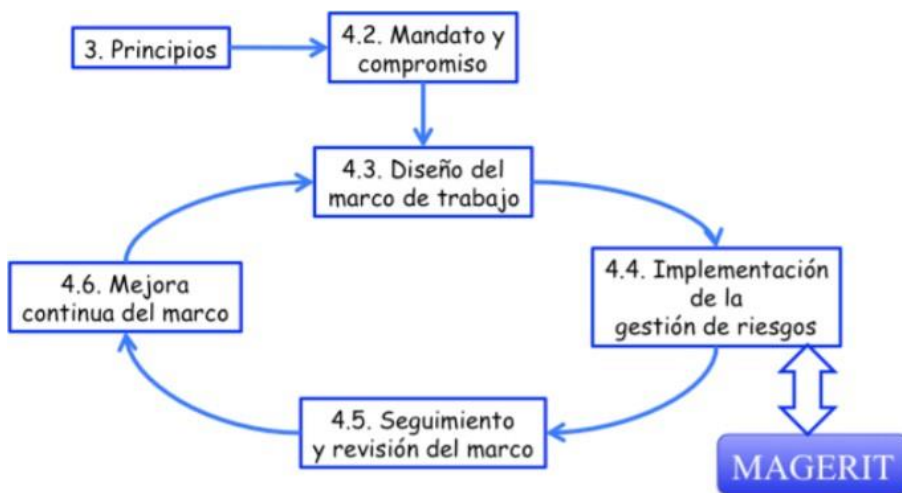 3. Principios
4.2. Mandato y
compromiso
4.3. Diseño del
marco de trabajo
4.6. Mejora
continua del marco
4.4. Implementación
de la
gestión de riesgos
4.5. Seguimiento
y revisión del marco
MAGERIT